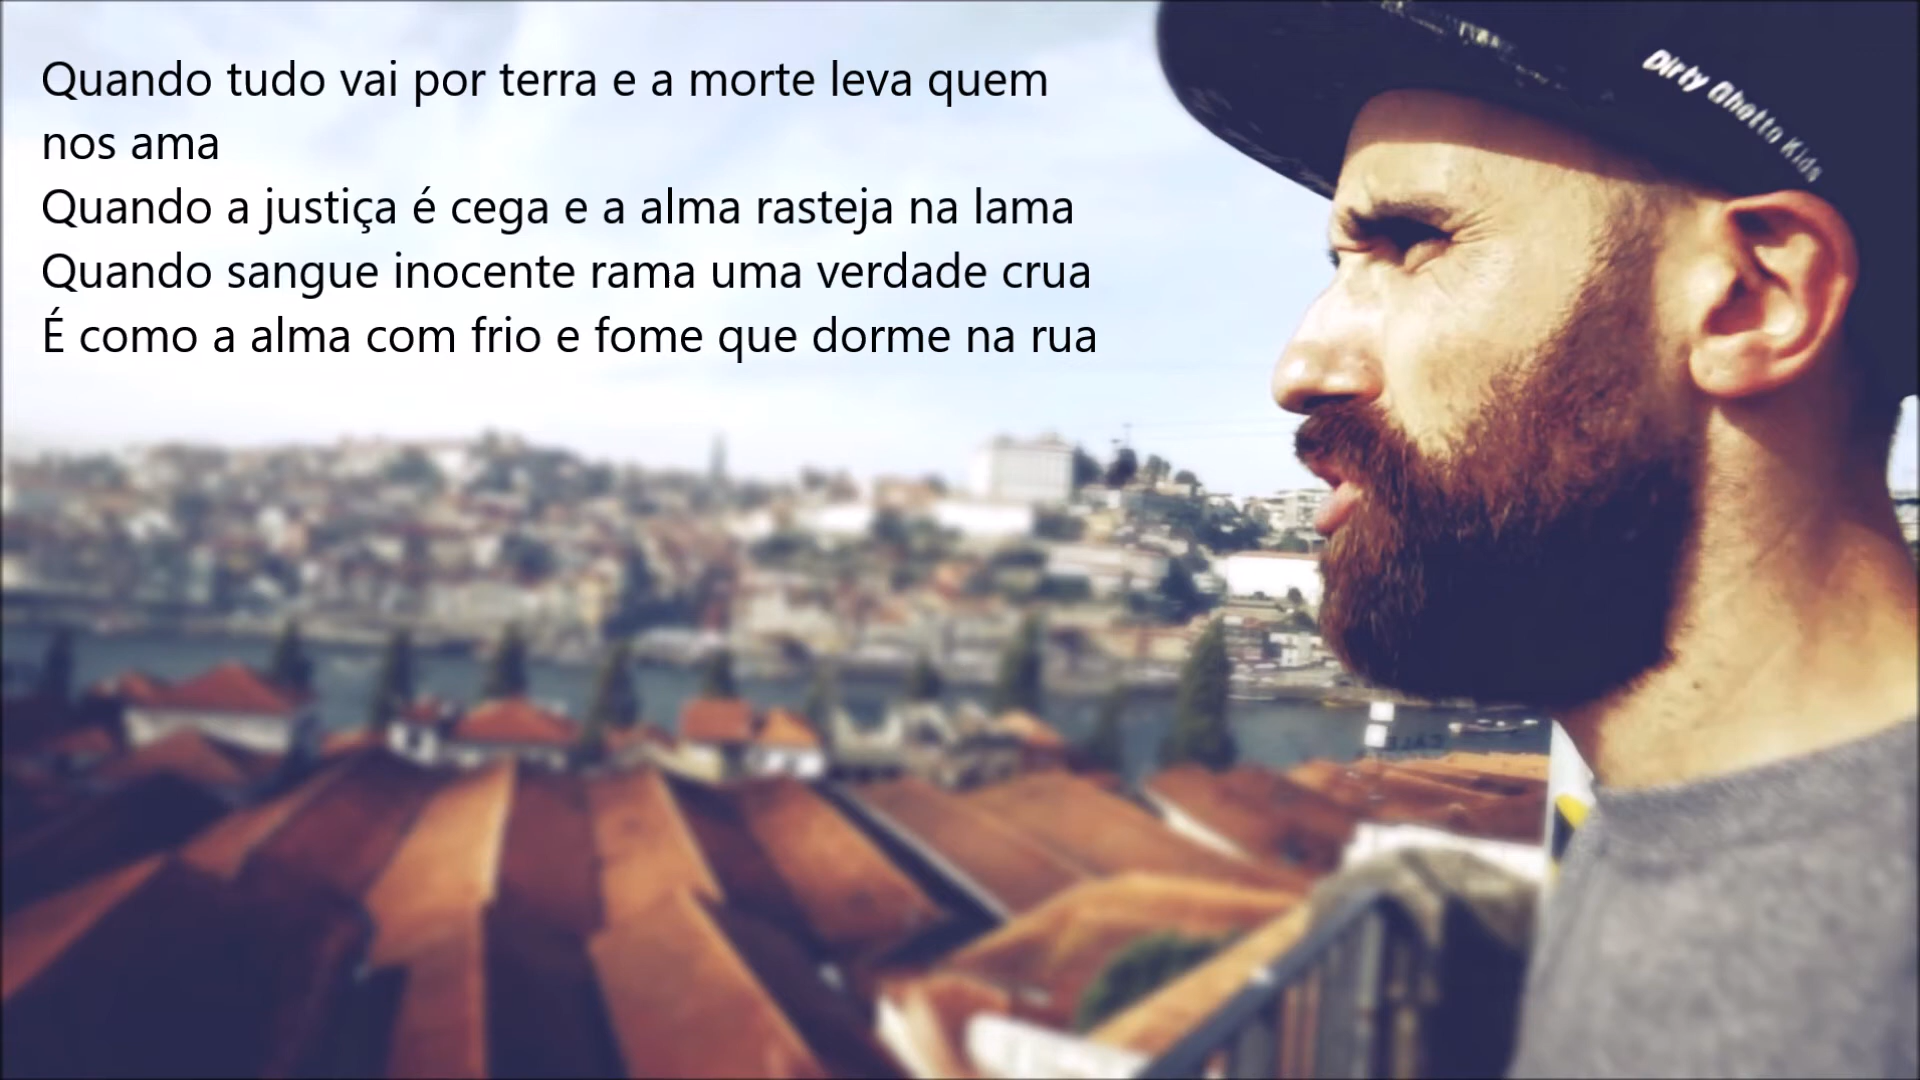 Quando tudo vai por terra e a morte leva quem
nos ama
Quando a justiça é cega e a alma rasteja na lama
Quando sangue inocente rama uma verdade crua
É como a alma com frio e fome que dorme na rua
Dirty Ghetto Kids